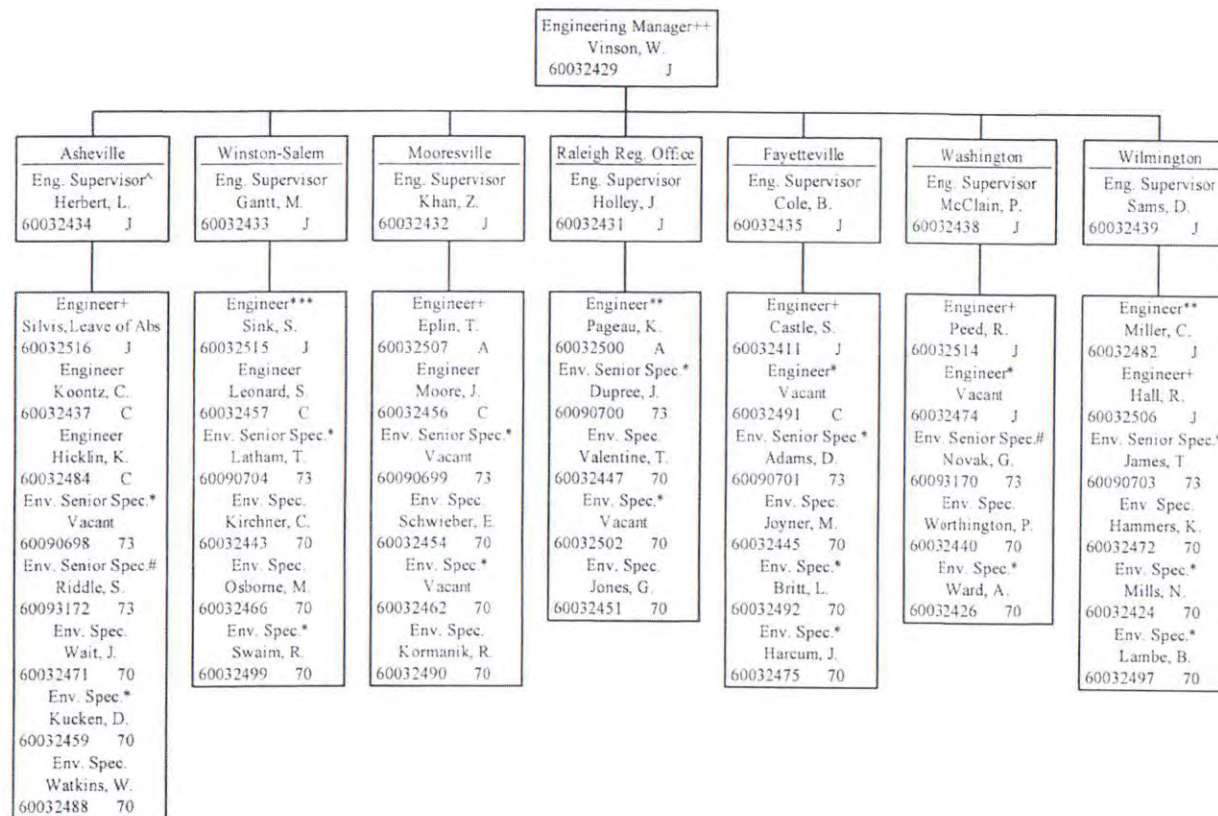 Engineering Manager++
Vinson, W.
60032429 J
Asheville
Eng. Supervisor^
Herbert, L.
60032434 J
Winston-Salem
Eng. Supervisor
Gantt, M.
60032433 J
Mooresville
Eng. Supervisor
Khan, Z.
60032432 J
Raleigh Reg. Office
Eng. Supervisor
Holley, J.
60032431 J
Fayetteville
Eng. Supervisor
Cole, B.
60032435 J
Washington
Eng. Supervisor
McClain, P.
60032438 J
Wilmington
Eng. Supervisor
Sams, D.
60032439 J
Engineer+
Silvis,Leave of Abs
60032516 J
Engineer
Koontz, C.
60032437 C
Engineer
Hicklin, K.
60032484 C
Env. Senior Spec.*
Vacant
60090698 73
Env. Senior Spec.#
Riddle, S.
60093172 73
Env. Spec.
Wait, J.
60032471 70
Env. Spec.*
Kucken, D.
60032459 70
Env. Spec.
Watkins, W.
60032488 70
Engineer***
Sink, S.
60032515 J
Engineer
Leonard, S
60032457 C
Env. Senior Spec.*
Latham, T.
60090704 73
Env. Spec.
Kirchner, C.
60032443 70
Env. Spec.
Osborne, M.
60032466 70
Env. Spec.*
Swaim, R.
60032499 70
Engineer+
Eplin, T.
60032507 A
Engineer
Moore, J.
60032456 C
Env. Senior Spec.*
Vacant
60090699 73
Env. Spec.
Schwieber, E.
60032454 70
Env. Spec.*
Vacant
60032462 70
Env. Spec.
Kormanik, R.
60032490 70
Engineer**
Pageau, K.
60032500 A
Env. Senior Spec.*
Dupree, J.
60090700 73
Env. Spec.
Valentine, T.
60032447 70
Env. Spec.*
Vacant
60032502 70
Env. Spec.
Jones, G.
60032451 70
Engineer+
Castle, S.
60032411 J
Engineer*
Vacant
60032491 C
Env. Senior Spec.*
Adams, D.
60090701 73
Env. Spec.
Joyner, M.
60032445 70
Env. Spec.*
Britt, L.
60032492 70
Env. Spec.*
Harcum, J.
60032475 70
Engineer+
Peed, R.
60032514 J
Engineer*
Vacant
60032474 J
Env. Senior Spec.#
Novak, G.
60093170 73
Env. Spec.
Worthington, P.
60032440 70
Env. Spec.*
Ward, A.
60032426 70
Engineer**
Miller, C.
60032482 J
Engineer+
Hall, R.
60032506 J
Env. Senior Spec.*
James, T
60090703 73
Env. Spec.
Hammers, K.
60032472 70
Env. Spec.*
Mills, N.
60032424 70
Env. Spec.*
Lambe, B.
60032497 70